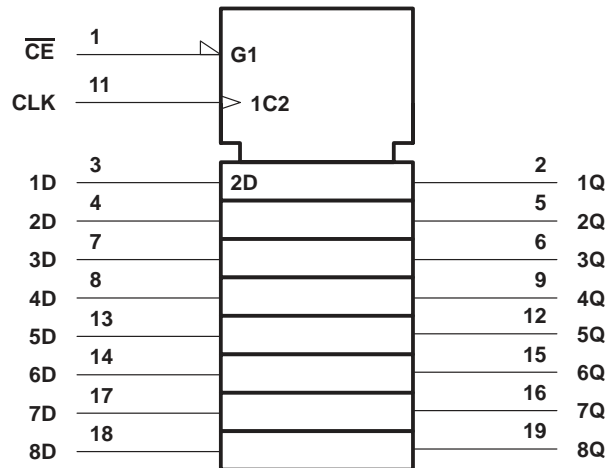 C̅E̅ 1 G1
CLK 11 1C2
1D 3 2D 2 1Q
2D 4 5 2Q
3D 7 6 3Q
4D 8 9 4Q
5D 13 12 5Q
6D 14 15 6Q
7D 17 16 7Q
8D 18 19 8Q